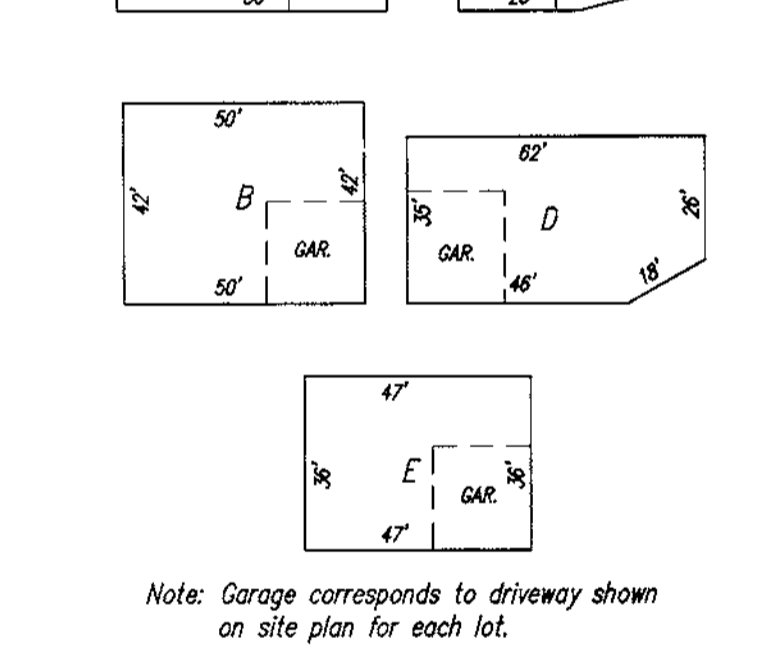 50'
42'
B
42'
GAR.
50'
62'
35'
D
26'
GAR.
46'
18'
47'
36'
E
36'
GAR.
47'
Note: Garage corresponds to driveway shown
on site plan for each lot.